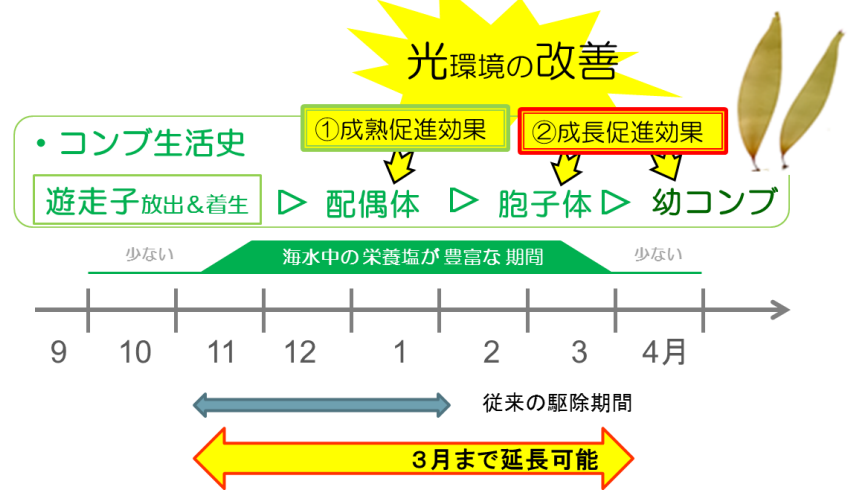 光環境の改善
①成熟促進効果
②成長促進効果
・コンブ生活史
遊走子放出&着生 ▷ 配偶体 ▷ 胞子体 ▷ 幼コンブ
少ない 海水中の栄養塩が豊富な期間 少ない
9 10 11 12 1 2 3 4月
従来の駆除期間
3月まで延長可能